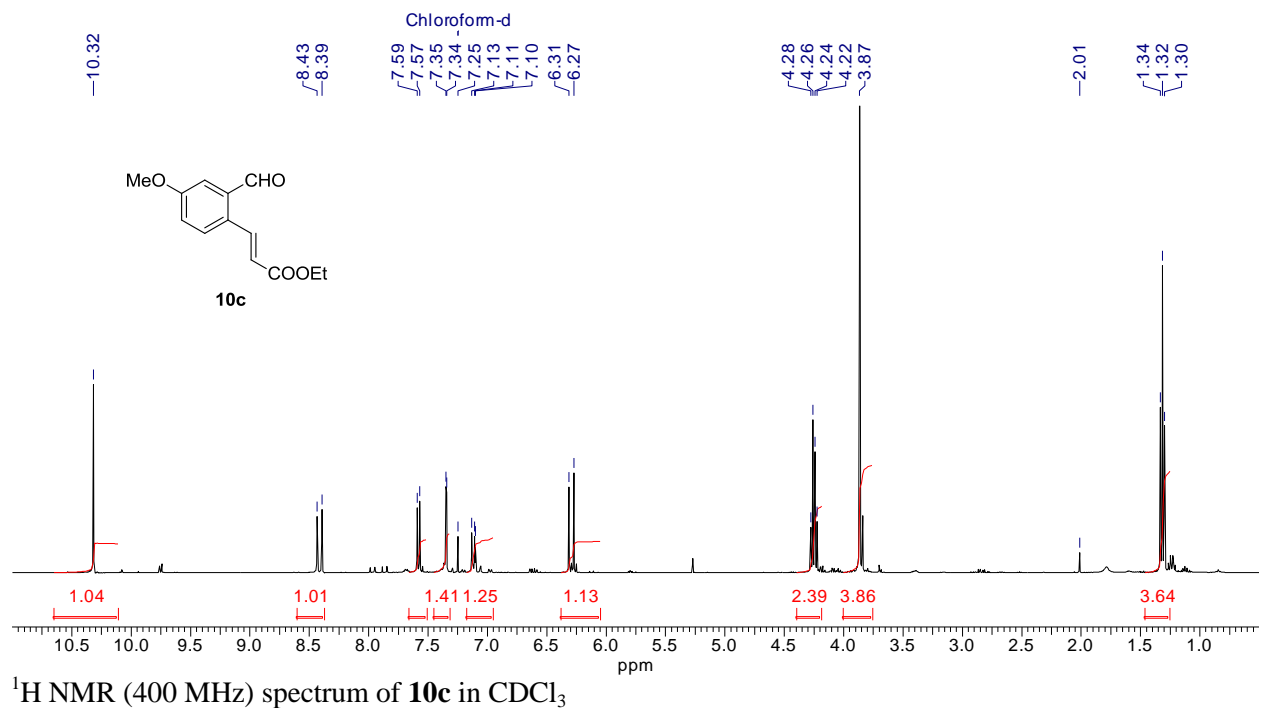 Chloroform-d
10.32
8.43
8.39
7.59
7.57
7.35
7.34
7.25
7.13
7.11
7.10
6.31
6.27
4.28
4.26
4.24
4.22
3.87
2.01
1.34
1.32
1.30
MeO
CHO
COOEt
10c
1.04 1.01 1.41 1.25 1.13 2.39 3.86 3.64
10.5 10.0 9.5 9.0 8.5 8.0 7.5 7.0 6.5 6.0 5.5 5.0 4.5 4.0 3.5 3.0 2.5 2.0 1.5 1.0
ppm
¹H NMR (400 MHz) spectrum of 10c in CDCl₃